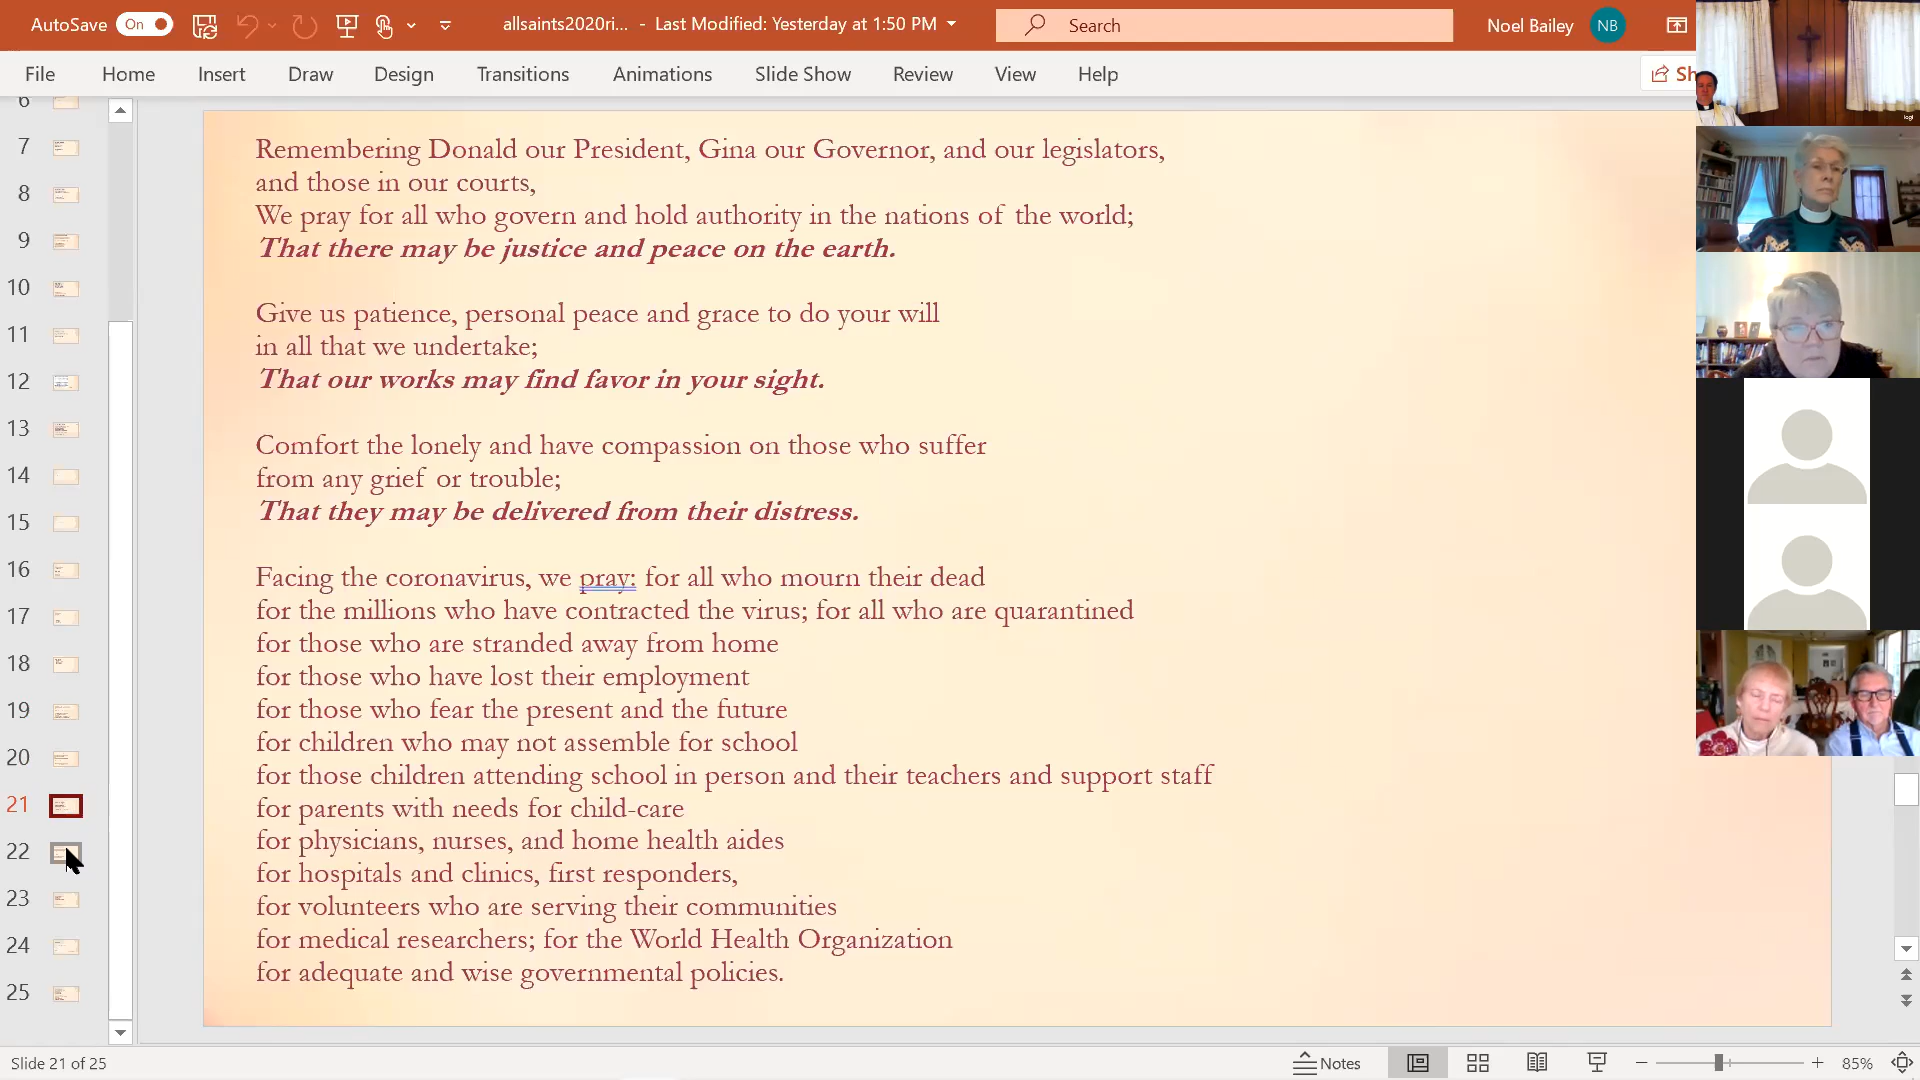 AutoSave On allsaints2020ri... - Last Modified: Yesterday at 1:50 PM Search Noel Bailey NB
File Home Insert Draw Design Transitions Animations Slide Show Review View Help Sh
6
7
8
9
10
11
12
13
14
15
16
17
18
19
20
21
22
23
24
25
Remembering Donald our President, Gina our Governor, and our legislators,
and those in our courts,
We pray for all who govern and hold authority in the nations of the world;
That there may be justice and peace on the earth.
Give us patience, personal peace and grace to do your will
in all that we undertake;
That our works may find favor in your sight.
Comfort the lonely and have compassion on those who suffer
from any grief or trouble;
That they may be delivered from their distress.
Facing the coronavirus, we pray: for all who mourn their dead
for the millions who have contracted the virus; for all who are quarantined
for those who are stranded away from home
for those who have lost their employment
for those who fear the present and the future
for children who may not assemble for school
for those children attending school in person and their teachers and support staff
for parents with needs for child-care
for physicians, nurses, and home health aides
for hospitals and clinics, first responders,
for volunteers who are serving their communities
for medical researchers; for the World Health Organization
for adequate and wise governmental policies.
Slide 21 of 25 Notes 85%